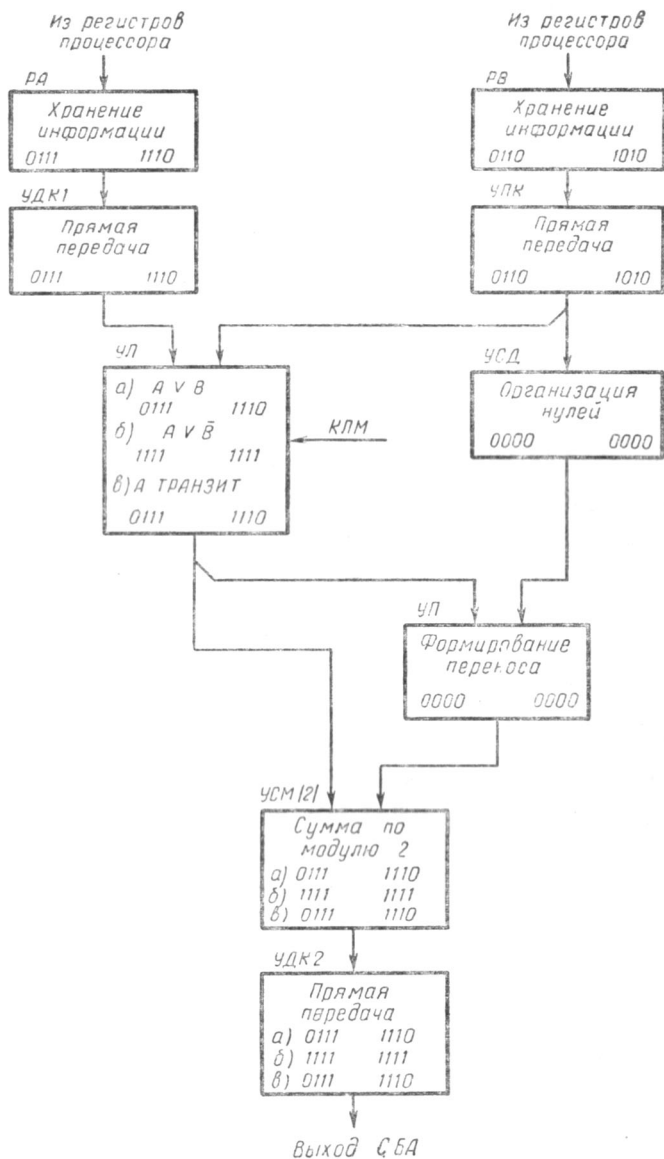 Из регистров процессора
Из регистров процессора
РА
Хранение информации
0111 1110
РВ
Хранение информации
0110 1010
УДК1
Прямая передача
0111 1110
УПК
Прямая передача
0110 1010
УЛ
а) A ∨ B
0111 1110
б) A ∨ B̄
1111 1111
в) А ТРАНЗИТ
0111 1110
КЛМ
УСД
Организация нулей
0000 0000
УП
Формирование переноса
0000 0000
УСМ|2|
Сумма по модулю 2
а) 0111 1110
б) 1111 1111
в) 0111 1110
УДК2
Прямая передача
а) 0111 1110
б) 1111 1111
в) 0111 1110
Выход СБА